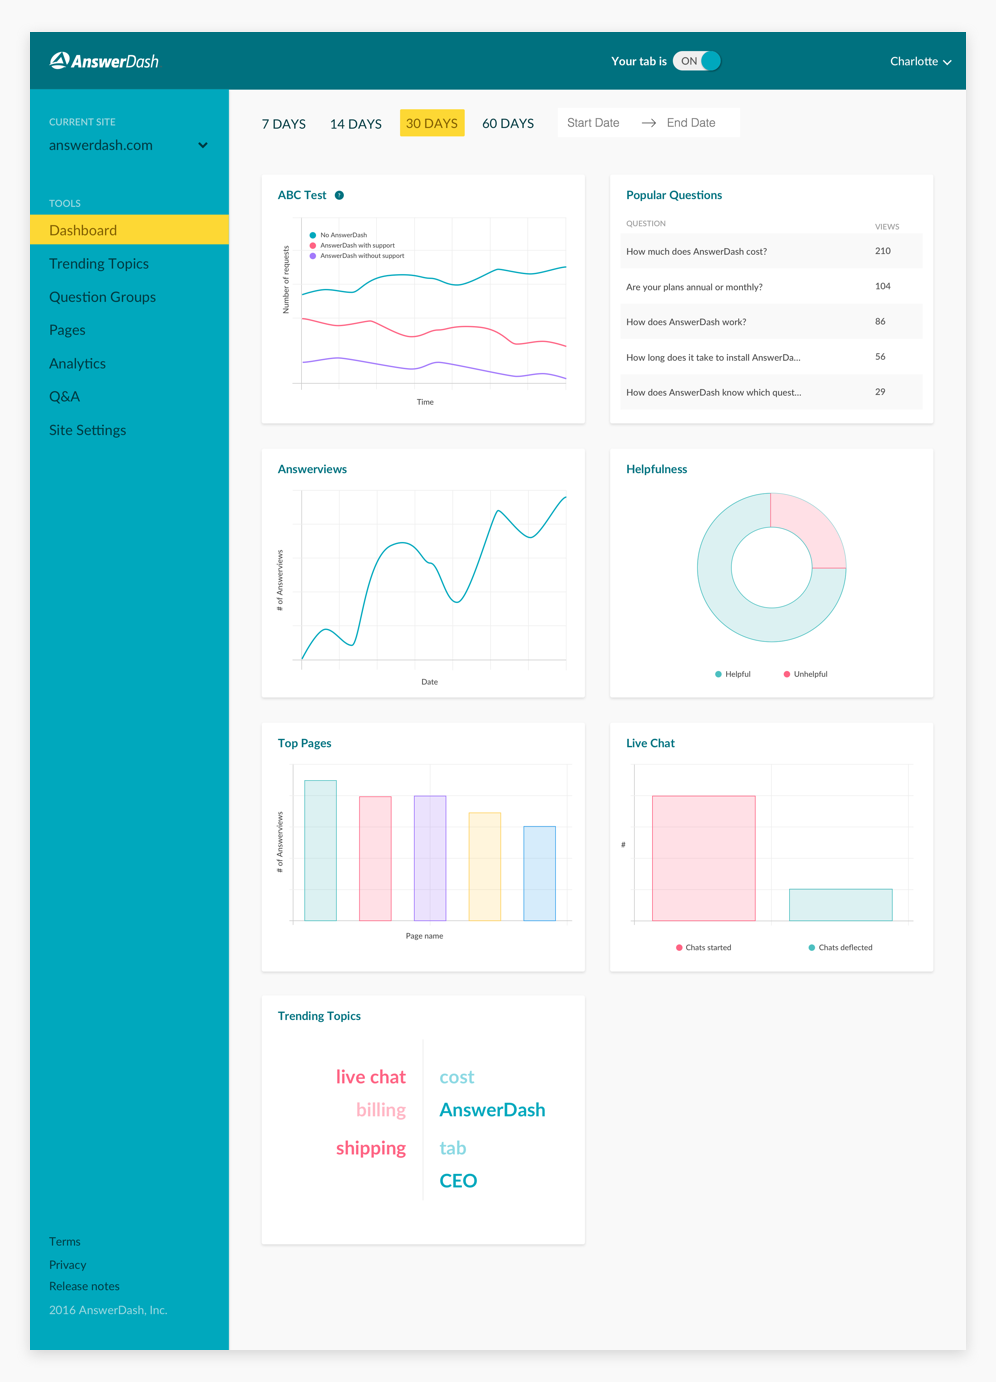 AnswerDash
Your tab is ON
Charlotte
CURRENT SITE
answerdash.com
TOOLS
Dashboard
Trending Topics
Question Groups
Pages
Analytics
Q&A
Site Settings
Terms
Privacy
Release notes
2016 AnswerDash, Inc.
7 DAYS 14 DAYS 30 DAYS 60 DAYS Start Date → End Date
ABC Test ?
No AnswerDash
AnswerDash with support
AnswerDash without support
Number of requests
Time
Popular Questions
QUESTION VIEWS
How much does AnswerDash cost? 210
Are your plans annual or monthly? 104
How does AnswerDash work? 86
How long does it take to install AnswerDa... 56
How does AnswerDash know which quest... 29
Answerviews
# of Answerviews
Date
Helpfulness
Helpful Unhelpful
Top Pages
# of Answerviews
Page name
Live Chat
#
Chats started Chats deflected
Trending Topics
live chat cost
billing AnswerDash
shipping tab
CEO